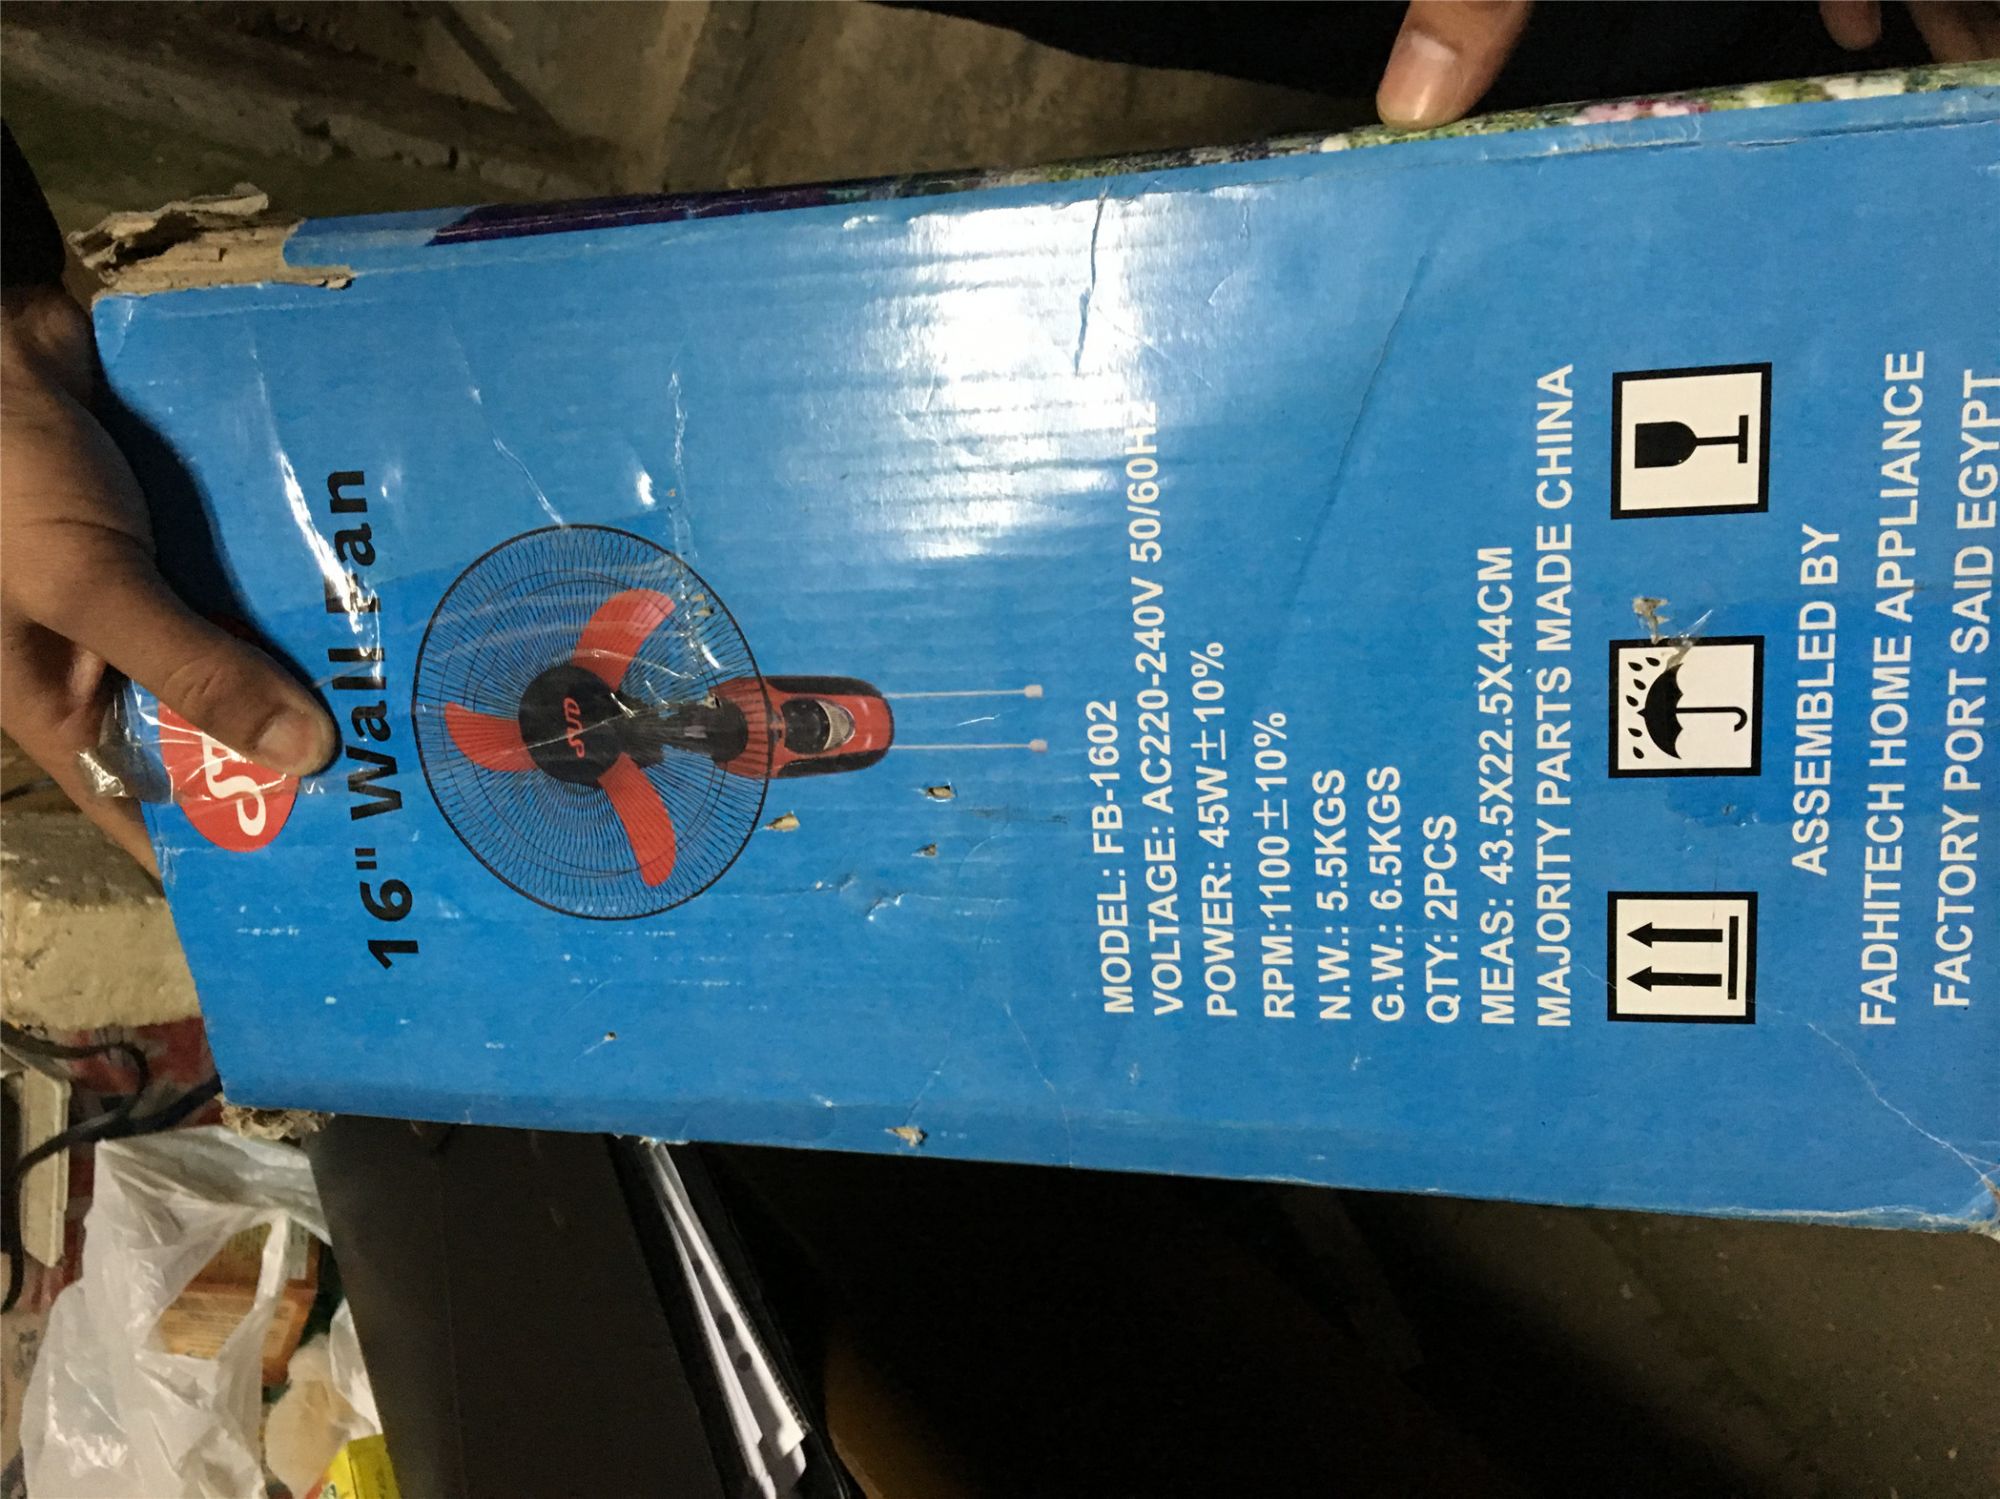 16" Wall Fan
MODEL: FB-1602
VOLTAGE: AC220-240V 50/60Hz
POWER: 45W±10%
RPM:1100±10%
N.W.: 5.5KGS
G.W.: 6.5KGS
QTY: 2PCS
MEAS: 43.5X22.5X44CM
MAJORITY PARTS MADE CHINA
ASSEMBLED BY
FADHITECH HOME APPLIANCE
FACTORY PORT SAID EGYPT